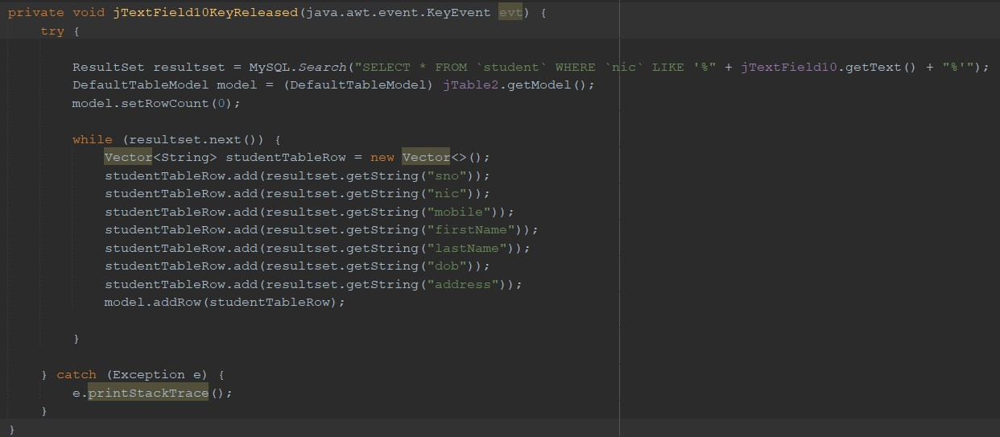 private void jTextField10KeyReleased(java.awt.event.KeyEvent evt) {
    try {
        ResultSet resultset = MySQL.Search("SELECT * FROM `student` WHERE `nic` LIKE '%" + jTextField10.getText() + "%'");
        DefaultTableModel model = (DefaultTableModel) jTable2.getModel();
        model.setRowCount(0);
        while (resultset.next()) {
            Vector<String> studentTableRow = new Vector<>();
            studentTableRow.add(resultset.getString("sno"));
            studentTableRow.add(resultset.getString("nic"));
            studentTableRow.add(resultset.getString("mobile"));
            studentTableRow.add(resultset.getString("firstName"));
            studentTableRow.add(resultset.getString("lastName"));
            studentTableRow.add(resultset.getString("dob"));
            studentTableRow.add(resultset.getString("address"));
            model.addRow(studentTableRow);
        }
    } catch (Exception e) {
        e.printStackTrace();
    }
}